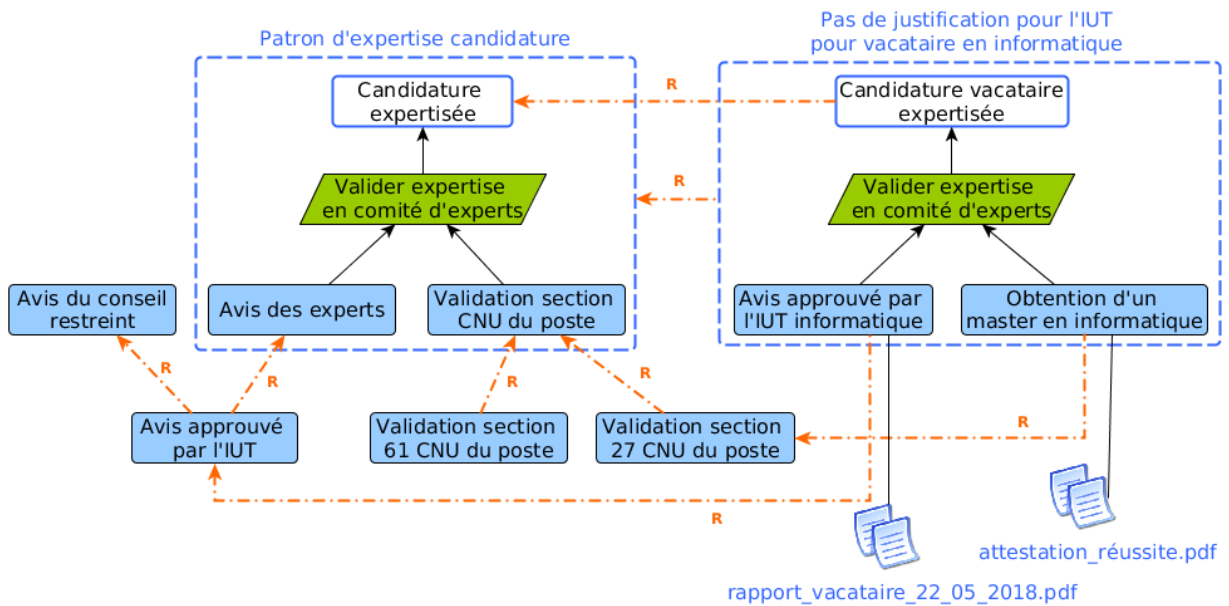 Patron d'expertise candidature
Pas de justification pour l'IUT
pour vacataire en informatique
Candidature
expertisée
R
Candidature vacataire
expertisée
Valider expertise
en comité d'experts
R
Valider expertise
en comité d'experts
Avis du conseil
restreint
Avis des experts
Validation section
CNU du poste
Avis approuvé par
l'IUT informatique
Obtention d'un
master en informatique
R
R
R
R
Avis approuvé
par l'IUT
Validation section
61 CNU du poste
Validation section
27 CNU du poste
R
R
attestation_réussite.pdf
rapport_vacataire_22_05_2018.pdf